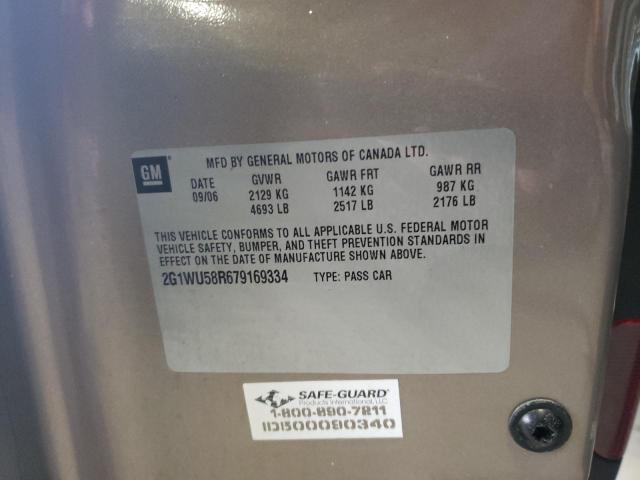 GM
MFD BY GENERAL MOTORS OF CANADA LTD.
DATE GVWR GAWR FRT GAWR RR
09/06 2129 KG 1142 KG 987 KG
4693 LB 2517 LB 2176 LB
THIS VEHICLE CONFORMS TO ALL APPLICABLE U.S. FEDERAL MOTOR
VEHICLE SAFETY, BUMPER, AND THEFT PREVENTION STANDARDS IN
EFFECT ON THE DATE OF MANUFACTURE SHOWN ABOVE.
2G1WU58R679169334 TYPE: PASS CAR
SAFE-GUARD
Products International, LLC
1-800-890-7211
ID500090340